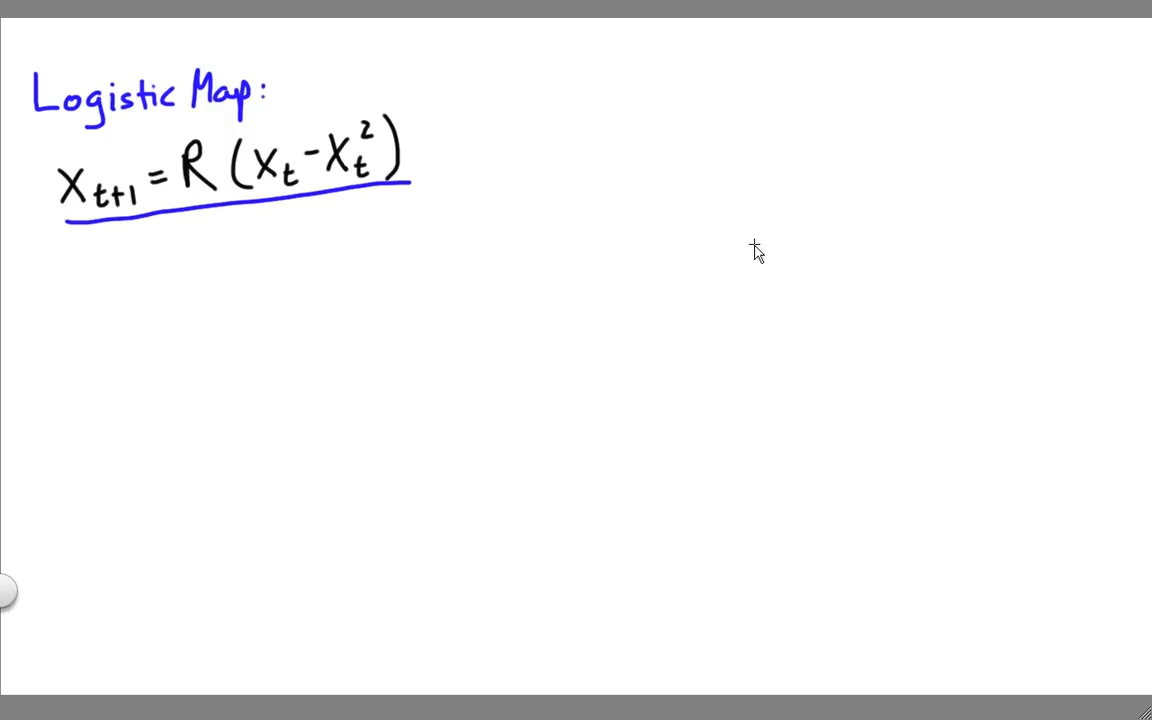 Logistic Map:
x_{t+1} = R (x_t - x_t^2)